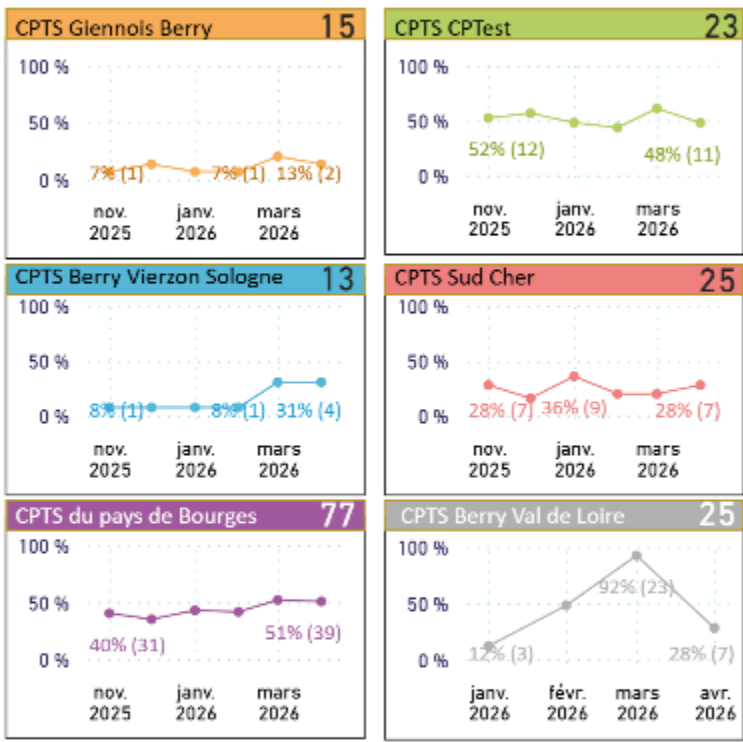 CPTS Giennois Berry 15
100 %
50 %
0 %
7% (1) 7% (1) 13% (2)
nov. janv. mars
2025 2026 2026
CPTS CPTest 23
100 %
50 %
0 %
52% (12) 48% (11)
nov. janv. mars
2025 2026 2026
CPTS Berry Vierzon Sologne 13
100 %
50 %
0 %
8% (1) 8% (1) 31% (4)
nov. janv. mars
2025 2026 2026
CPTS Sud Cher 25
100 %
50 %
0 %
28% (7) 36% (9) 28% (7)
nov. janv. mars
2025 2026 2026
CPTS du pays de Bourges 77
100 %
50 %
0 %
40% (31) 51% (39)
nov. janv. mars
2025 2026 2026
CPTS Berry Val de Loire 25
100 %
50 %
0 %
12% (3) 92% (23) 28% (7)
janv. févr. mars avr.
2026 2026 2026 2026